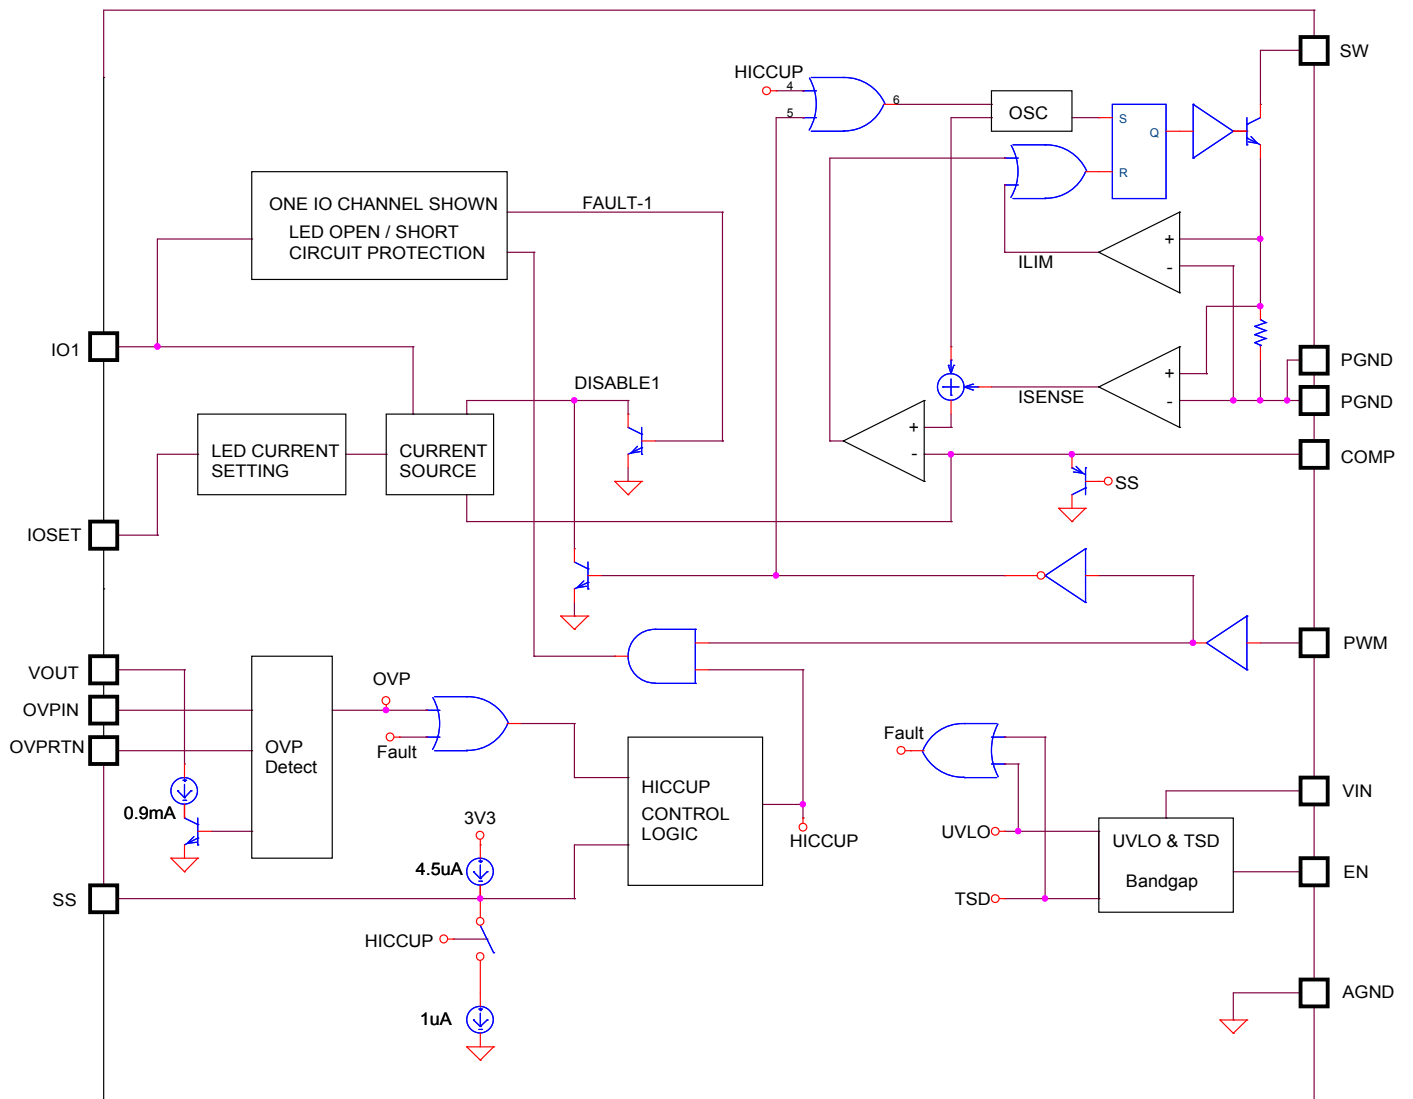 SW
HICCUP
4
5
6
OSC
S
Q
R
ONE IO CHANNEL SHOWN
LED OPEN / SHORT
CIRCUIT PROTECTION
FAULT-1
+
-
ILIM
IO1
PGND
DISABLE1
+
-
ISENSE
PGND
LED CURRENT
SETTING
CURRENT
SOURCE
+
-
COMP
SS
IOSET
PWM
VOUT
OVPIN
OVPRTN
OVP
Detect
OVP
Fault
0.9mA
HICCUP
CONTROL
LOGIC
HICCUP
Fault
VIN
UVLO
UVLO & TSD
Bandgap
EN
TSD
3V3
4.5uA
SS
HICCUP
1uA
AGND